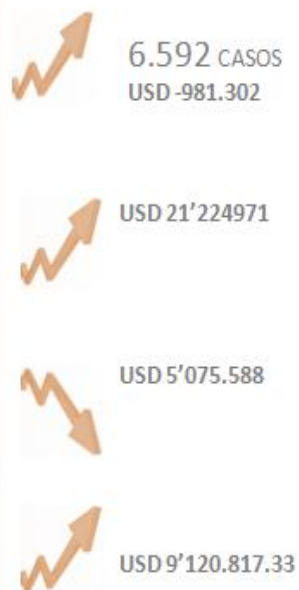 6.592 CASOS
USD -981.302
USD 21’224971
USD 5’075.588
USD 9’120.817.33